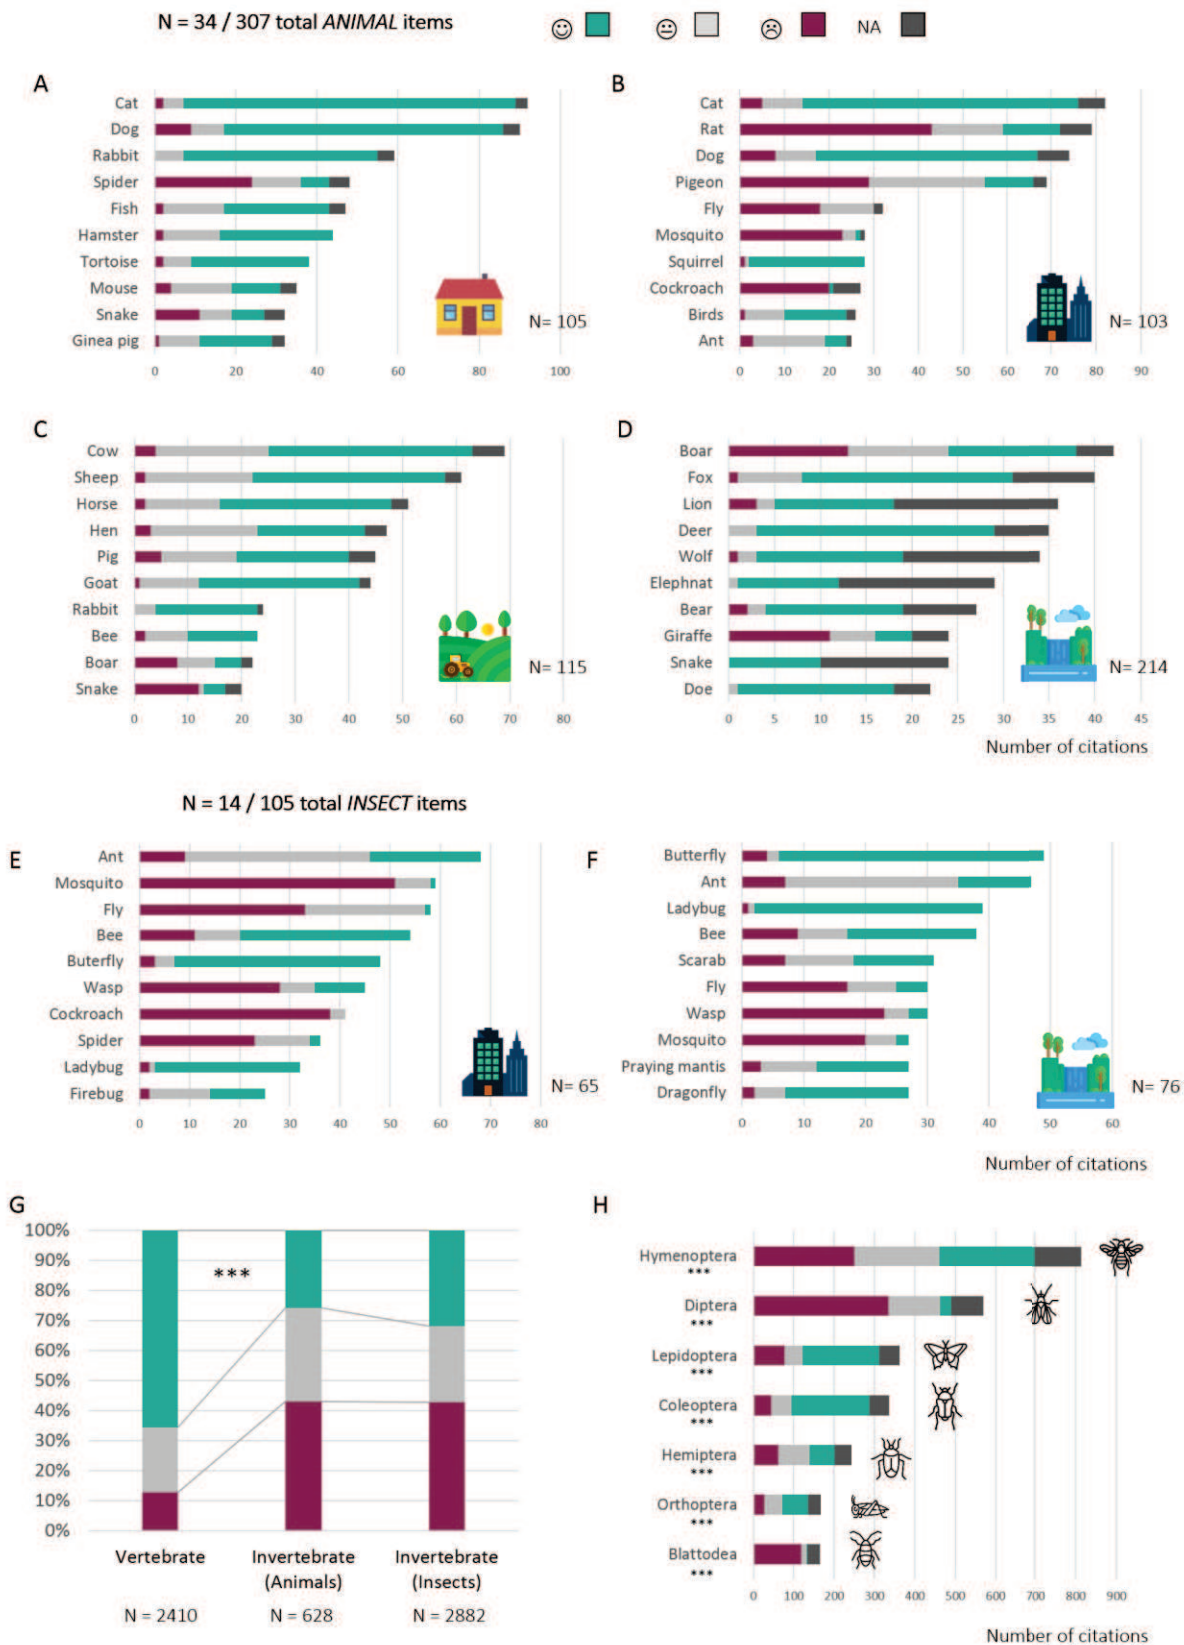 N = 34 / 307 total ANIMAL items
NA
A
Cat
Dog
Rabbit
Spider
Fish
Hamster
Tortoise
Mouse
Snake
Ginea pig
N= 105
0 20 40 60 80 100
B
Cat
Rat
Dog
Pigeon
Fly
Mosquito
Squirrel
Cockroach
Birds
Ant
N= 103
0 10 20 30 40 50 60 70 80 90
C
Cow
Sheep
Horse
Hen
Pig
Goat
Rabbit
Bee
Boar
Snake
N= 115
0 10 20 30 40 50 60 70 80
D
Boar
Fox
Lion
Deer
Wolf
Elephnat
Bear
Giraffe
Snake
Doe
N= 214
0 5 10 15 20 25 30 35 40 45
Number of citations
N = 14 / 105 total INSECT items
E
Ant
Mosquito
Fly
Bee
Buterfly
Wasp
Cockroach
Spider
Ladybug
Firebug
N= 65
0 10 20 30 40 50 60 70 80
F
Butterfly
Ant
Ladybug
Bee
Scarab
Fly
Wasp
Mosquito
Praying mantis
Dragonfly
N= 76
0 10 20 30 40 50 60
Number of citations
G
100%
90%
80%
70%
60%
50%
40%
30%
20%
10%
0%
***
Vertebrate
Invertebrate
(Animals)
Invertebrate
(Insects)
N = 2410
N = 628
N = 2882
H
Hymenoptera
***
Diptera
***
Lepidoptera
***
Coleoptera
***
Hemiptera
***
Orthoptera
***
Blattodea
***
0 100 200 300 400 500 600 700 800 900
Number of citations